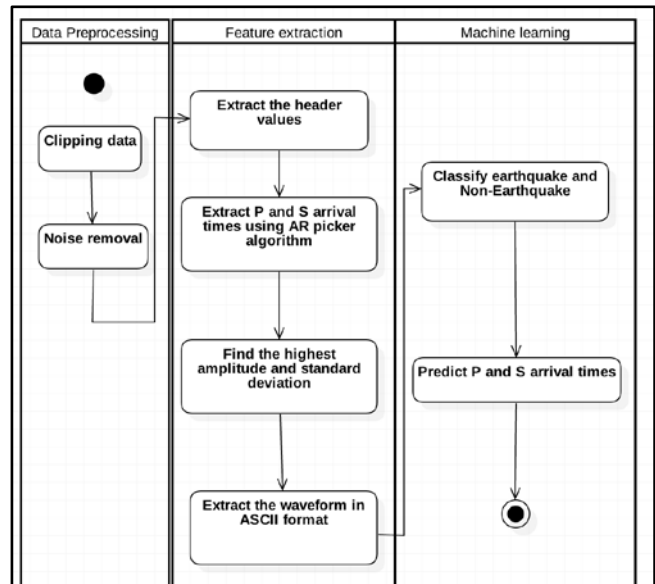 Data Preprocessing
Feature extraction
Machine learning
Clipping data
Noise removal
Extract the header
values
Extract P and S arrival
times using AR picker
algorithm
Find the highest
amplitude and standard
deviation
Extract the waveform in
ASCII format
Classify earthquake and
Non-Earthquake
Predict P and S arrival times